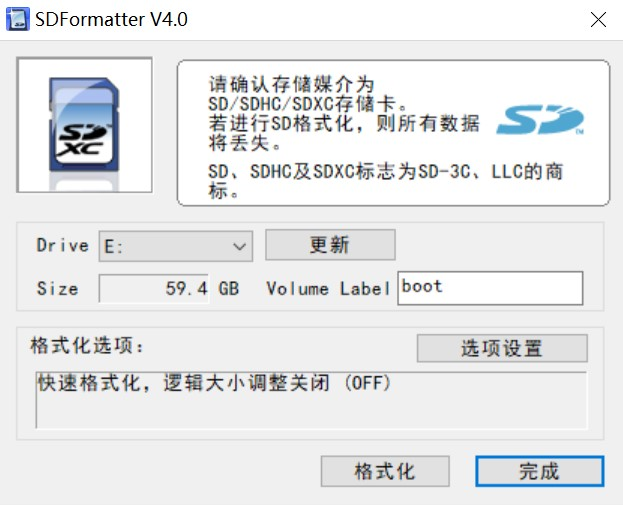 SDFormatter V4.0
SD
XC
请确认存储媒介为
SD/SDHC/SDXC存储卡。
若进行SD格式化，则所有数据
将丢失。
SD、SDHC及SDXC标志为SD-3C、LLC的商
标。
SD TM
Drive E: 更新
Size 59.4 GB Volume Label boot
格式化选项： 选项设置
快速格式化，逻辑大小调整关闭 (OFF)
格式化 完成